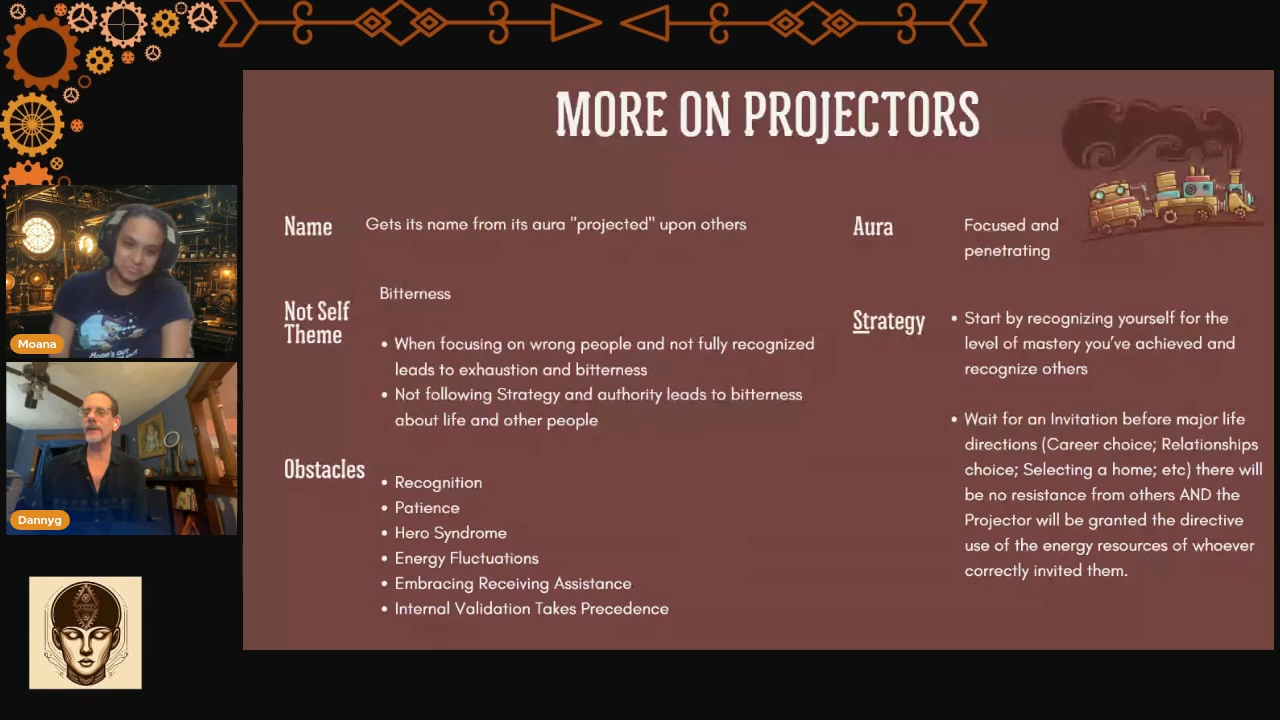 MORE ON PROJECTORS
Name
Gets its name from its aura "projected" upon others
Not Self
Theme
Bitterness
• When focusing on wrong people and not fully recognized
leads to exhaustion and bitterness
• Not following Strategy and authority leads to bitterness
about life and other people
Obstacles
• Recognition
• Patience
• Hero Syndrome
• Energy Fluctuations
• Embracing Receiving Assistance
• Internal Validation Takes Precedence
Aura
Focused and
penetrating
Strategy
• Start by recognizing yourself for the
level of mastery you've achieved and
recognize others
• Wait for an Invitation before major life
directions (Career choice; Relationships
choice; Selecting a home; etc) there will
be no resistance from others AND the
Projector will be granted the directive
use of the energy resources of whoever
correctly invited them.
Moana
Dannyg